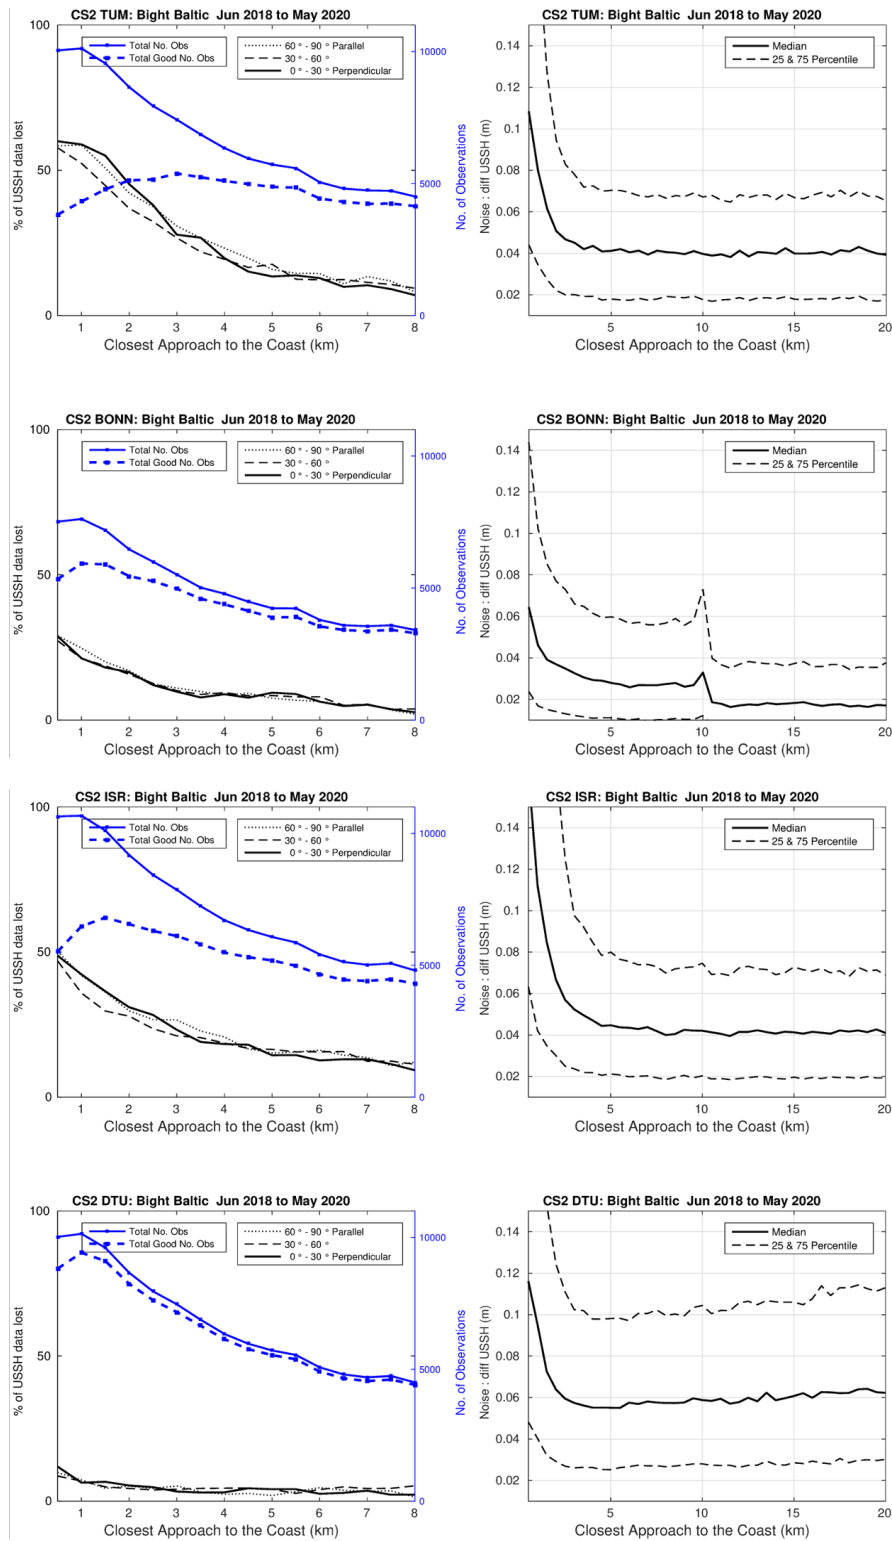 CS2 TUM: Bight Baltic Jun 2018 to May 2020
100
50
0
% of USSH data lost
Total No. Obs
Total Good No. Obs
60 ° - 90 ° Parallel
30 ° - 60 °
0 ° - 30 ° Perpendicular
10000
5000
0
No. of Observations
1 2 3 4 5 6 7 8
Closest Approach to the Coast (km)
CS2 TUM: Bight Baltic Jun 2018 to May 2020
0.14
0.12
0.1
0.08
0.06
0.04
0.02
Noise : diff USSH (m)
Median
25 & 75 Percentile
5 10 15 20
Closest Approach to the Coast (km)
CS2 BONN: Bight Baltic Jun 2018 to May 2020
100
50
0
% of USSH data lost
Total No. Obs
Total Good No. Obs
60 ° - 90 ° Parallel
30 ° - 60 °
0 ° - 30 ° Perpendicular
10000
5000
0
No. of Observations
1 2 3 4 5 6 7 8
Closest Approach to the Coast (km)
CS2 BONN: Bight Baltic Jun 2018 to May 2020
0.14
0.12
0.1
0.08
0.06
0.04
0.02
Noise : diff USSH (m)
Median
25 & 75 Percentile
5 10 15 20
Closest Approach to the Coast (km)
CS2 ISR: Bight Baltic Jun 2018 to May 2020
100
50
0
% of USSH data lost
Total No. Obs
Total Good No. Obs
60 ° - 90 ° Parallel
30 ° - 60 °
0 ° - 30 ° Perpendicular
10000
5000
0
No. of Observations
1 2 3 4 5 6 7 8
Closest Approach to the Coast (km)
CS2 ISR: Bight Baltic Jun 2018 to May 2020
0.14
0.12
0.1
0.08
0.06
0.04
0.02
Noise : diff USSH (m)
Median
25 & 75 Percentile
5 10 15 20
Closest Approach to the Coast (km)
CS2 DTU: Bight Baltic Jun 2018 to May 2020
100
50
0
% of USSH data lost
Total No. Obs
Total Good No. Obs
60 ° - 90 ° Parallel
30 ° - 60 °
0 ° - 30 ° Perpendicular
10000
5000
0
No. of Observations
1 2 3 4 5 6 7 8
Closest Approach to the Coast (km)
CS2 DTU: Bight Baltic Jun 2018 to May 2020
0.14
0.12
0.1
0.08
0.06
0.04
0.02
Noise : diff USSH (m)
Median
25 & 75 Percentile
5 10 15 20
Closest Approach to the Coast (km)